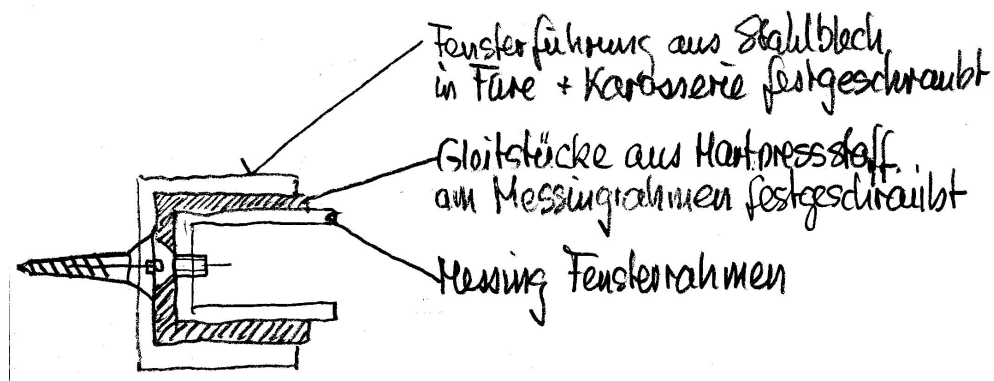 Fensterführung aus Stahlblech
in Türe + Karosserie festgeschraubt
Gleitstücke aus Hartpressstoff
am Messingrahmen festgeschraubt
Messing Fensterrahmen